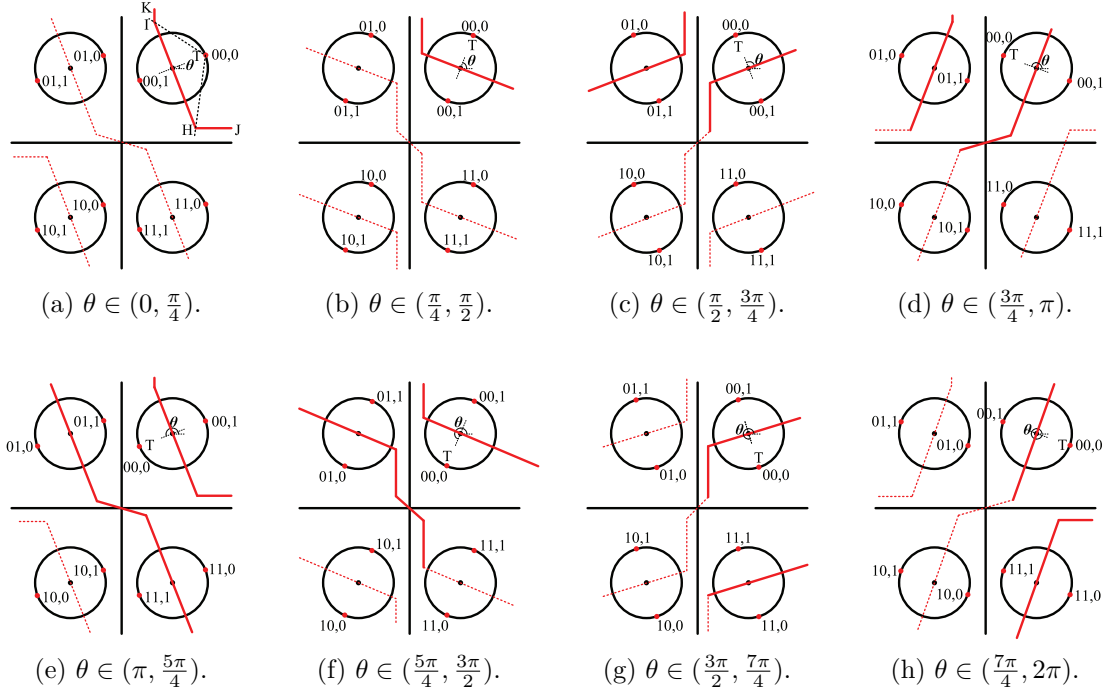 K
I
01,0
T
00,0
θ
01,1
00,1
H
J
10,0
11,0
10,1
11,1
(a) θ ∈ (0, π/4).
01,0
00,0
T
θ
01,1
00,1
10,0
11,0
10,1
11,1
(b) θ ∈ (π/4, π/2).
01,0
00,0
T
θ
01,1
00,1
10,0
11,0
10,1
11,1
(c) θ ∈ (π/2, 3π/4).
00,0
01,0
T
θ
01,1
00,1
11,0
10,0
10,1
11,1
(d) θ ∈ (3π/4, π).
01,1
00,1
θ
01,0
T
00,0
10,1
11,0
10,0
11,1
(e) θ ∈ (π, 5π/4).
01,1
00,1
θ
T
01,0
00,0
10,1
11,1
10,0
11,0
(f) θ ∈ (5π/4, 3π/2).
01,1
00,1
θ
T
01,0
00,0
10,1
11,1
10,0
11,0
(g) θ ∈ (3π/2, 7π/4).
01,1
00,1
θ
01,0
T
00,0
10,1
11,1
10,0
11,0
(h) θ ∈ (7π/4, 2π).